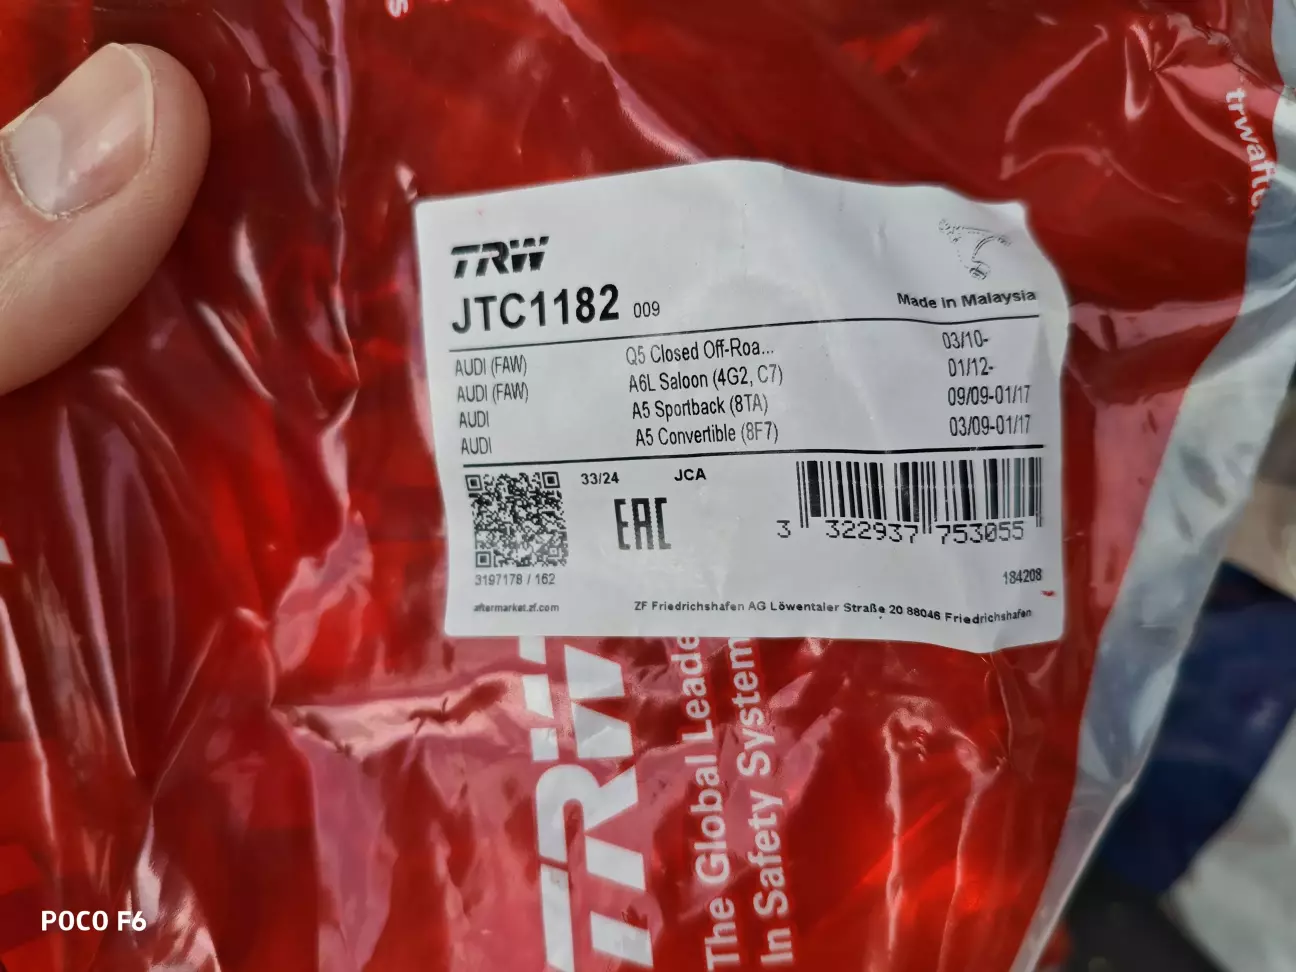 s
trwafte
TRW
JTC1182 009
Made in Malaysia
AUDI (FAW) Q5 Closed Off-Roa... 03/10-
AUDI (FAW) A6L Saloon (4G2, C7) 01/12-
AUDI A5 Sportback (8TA) 09/09-01/17
AUDI A5 Convertible (8F7) 03/09-01/17
33/24 JCA
EAC
3 322937 753055
3197178 / 162
184208
aftermarket.zf.com ZF Friedrichshafen AG Löwentaler Straße 20 88046 Friedrichshafen
TRW
The Global Leade
In Safety System
POCO F6